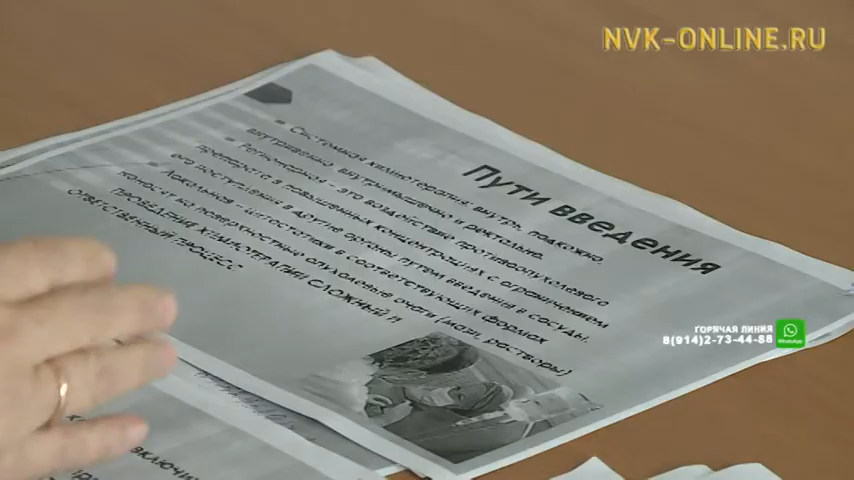 NVK-ONLINE.RU
Пути введения
Системная химиотерапия: внутрь, подкожно,
внутривенно, внутримышечно и ректально.
Регионарная - это воздействие противоопухолевого
препарата в повышенных концентрациях с ограничением
его поступления в другие органы путем введения в сосуды.
Локальная - цитостатики в соответствующих формах
наносят на поверхностные опухолевые очаги (мази, растворы)
ПРОВЕДЕНИЕ ХИМИОТЕРАПИИ СЛОЖНЫЙ И
ОТВЕТСТВЕННЫЙ ПРОЦЕСС
ГОРЯЧАЯ ЛИНИЯ
8(914)2-73-44-88
WhatsApp